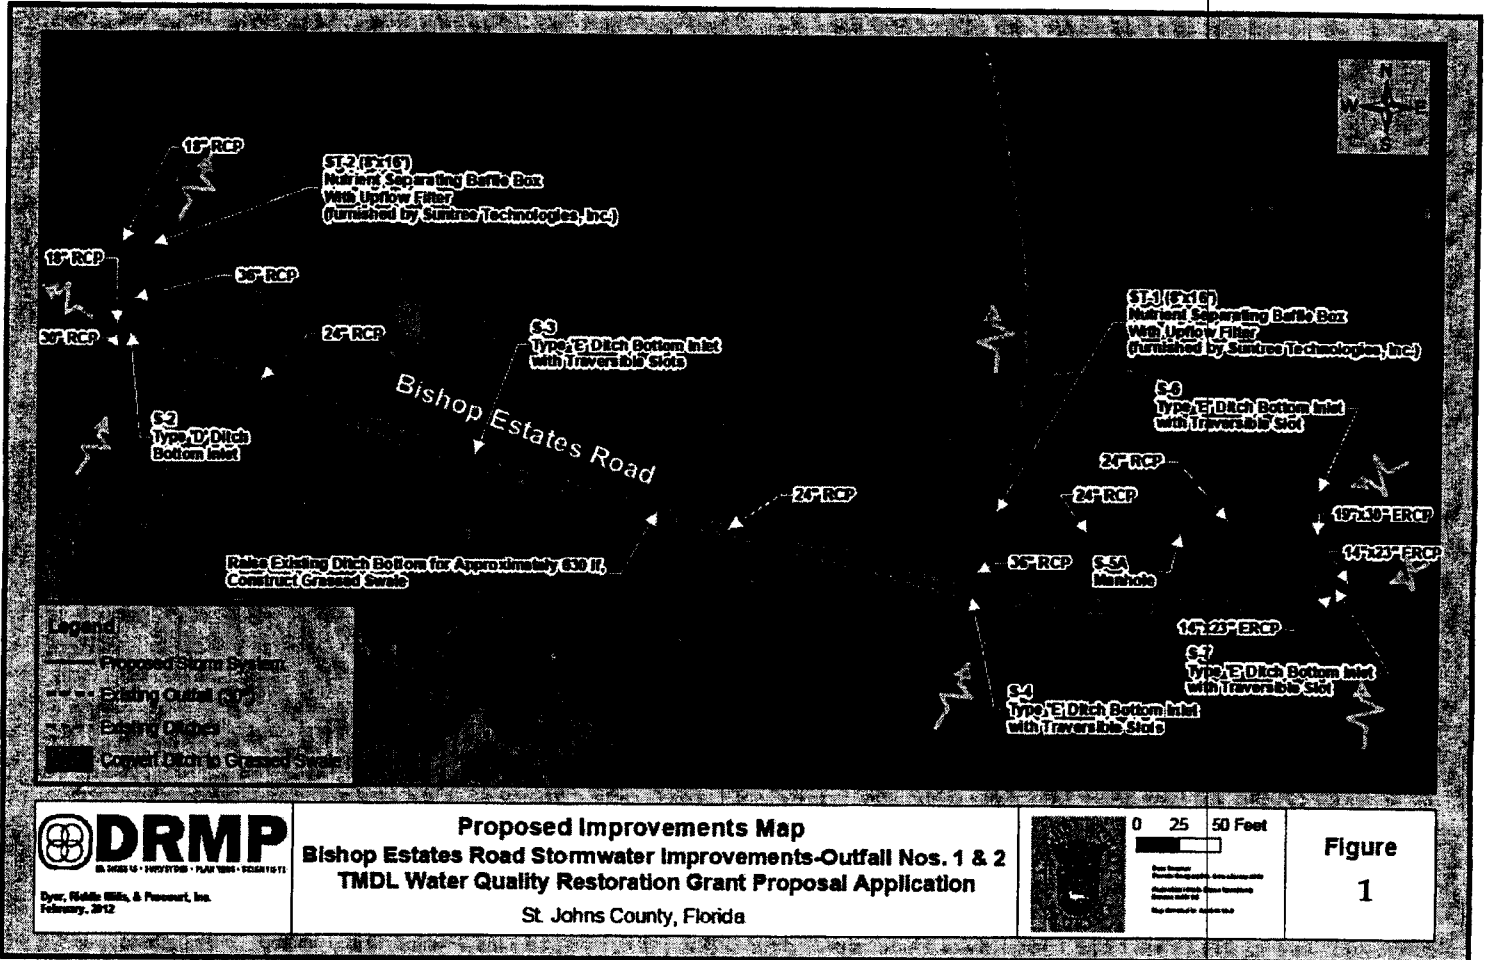 N
W E
S
18" RCP
ST-2 (8'x16')
Nutrient Separating Baffle Box
With Upflow Filter
(furnished by Suntree Technologies, Inc.)
18" RCP
36" RCP
30" RCP
24" RCP
S-3
Type 'E' Ditch Bottom Inlet
with Traversible Slots
ST-1 (8'x16')
Nutrient Separating Baffle Box
With Upflow Filter
(furnished by Suntree Technologies, Inc.)
Bishop Estates Road
S-2
Type 'D' Ditch
Bottom Inlet
S-6
Type 'E' Ditch Bottom Inlet
with Traversible Slot
24" RCP
24" RCP
24" RCP
19"x30" ERCP
14"x23" ERCP
Raise Existing Ditch Bottom for Approximately 630 lf,
Construct Grassed Swale
36" RCP
S-5A
Manhole
14"x23" ERCP
S-7
Type 'E' Ditch Bottom Inlet
with Traversible Slot
S-4
Type 'E' Ditch Bottom Inlet
with Traversible Slots
Legend
Proposed Storm System
Existing Outfall (30")
Existing Ditches
Convert Ditch to Grassed Swale
DRMP
ENGINEERS • SURVEYORS • PLANNERS • SCIENTISTS
Dyer, Riddle Mills, & Precourt, Inc.
February, 2012
Proposed Improvements Map
Bishop Estates Road Stormwater Improvements-Outfall Nos. 1 & 2
TMDL Water Quality Restoration Grant Proposal Application
St. Johns County, Florida
0 25 50 Feet
Figure
1